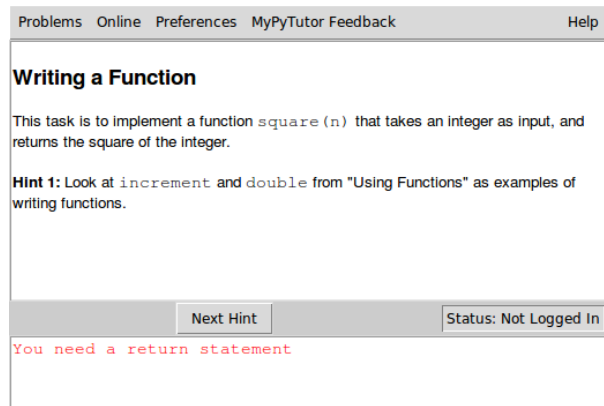 Problems Online Preferences MyPyTutor Feedback Help
Writing a Function
This task is to implement a function square(n) that takes an integer as input, and
returns the square of the integer.
Hint 1: Look at increment and double from "Using Functions" as examples of
writing functions.
Next Hint Status: Not Logged In
You need a return statement